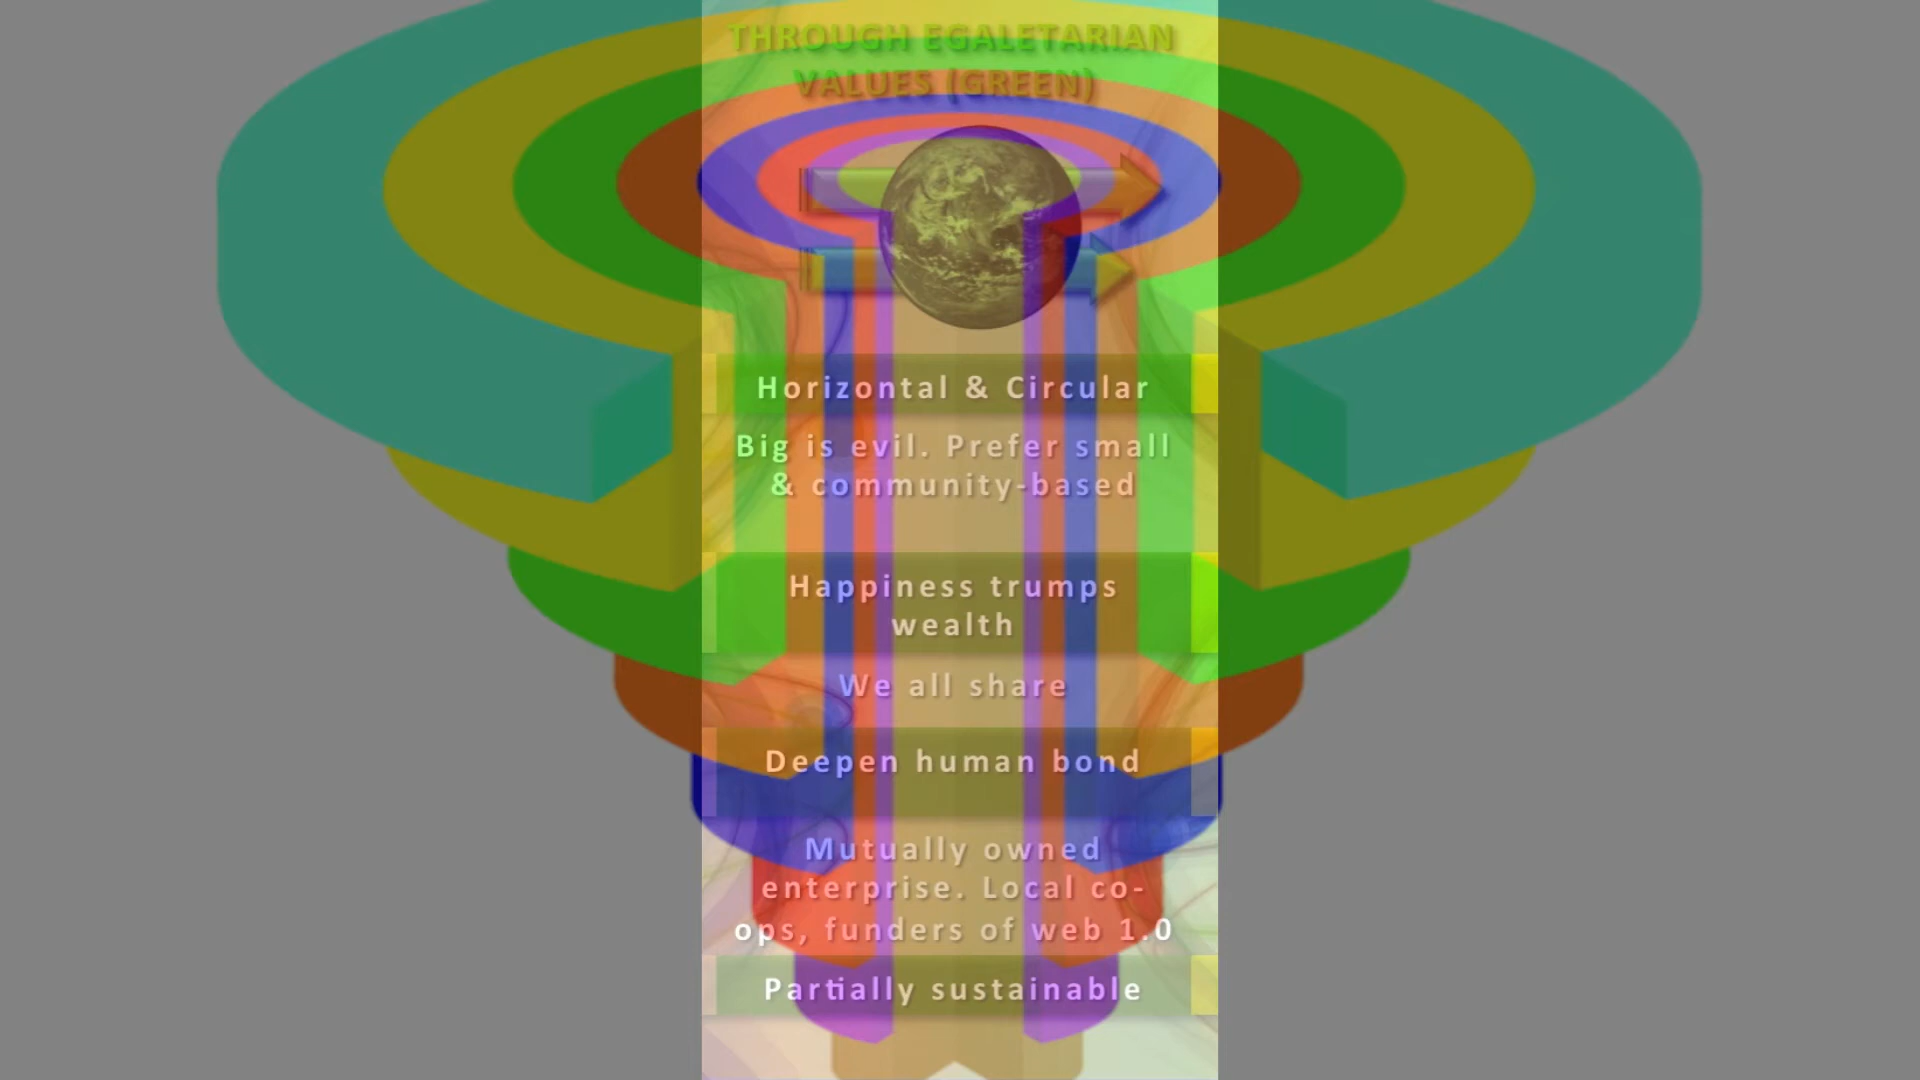 THROUGH EGALETARIAN
VALUES (GREEN)
Horizontal & Circular
Big is evil. Prefer small
& community-based
Happiness trumps
wealth
We all share
Deepen human bond
Mutually owned
enterprise. Local co-
ops, funders of web 1.0
Partially sustainable